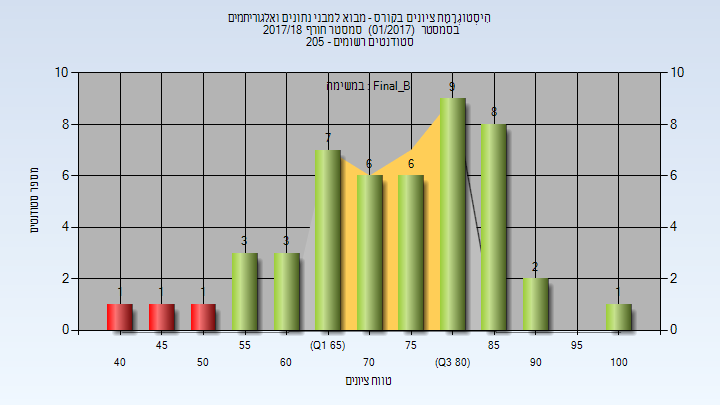 היסטוגרמת ציונים בקורס - מבוא למבני נתונים ואלגוריתמים
בסמסטר (01/2017) סמסטר חורף 2017/18
סטודנטים רשומים - 205
במשימה : Final_B
10 10
8 8
6 6
4 4
2 2
0 0
מספר סטודנטים
1 1 1 3 3 7 6 6 9 8 2 1
45 55 (Q1 65) 75 85 95
40 50 60 70 (Q3 80) 90 100
טווח ציונים